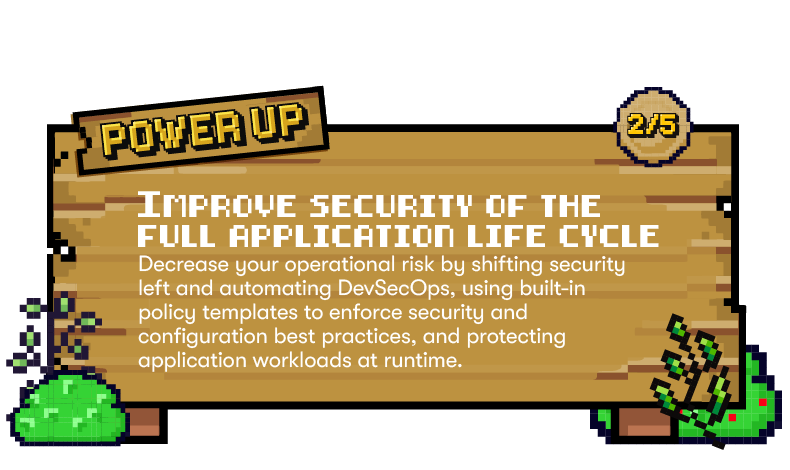 POWER UP
2/5
IMPROVE SECURITY OF THE
FULL APPLICATION LIFE CYCLE
Decrease your operational risk by shifting security
left and automating DevSecOps, using built-in
policy templates to enforce security and
configuration best practices, and protecting
application workloads at runtime.